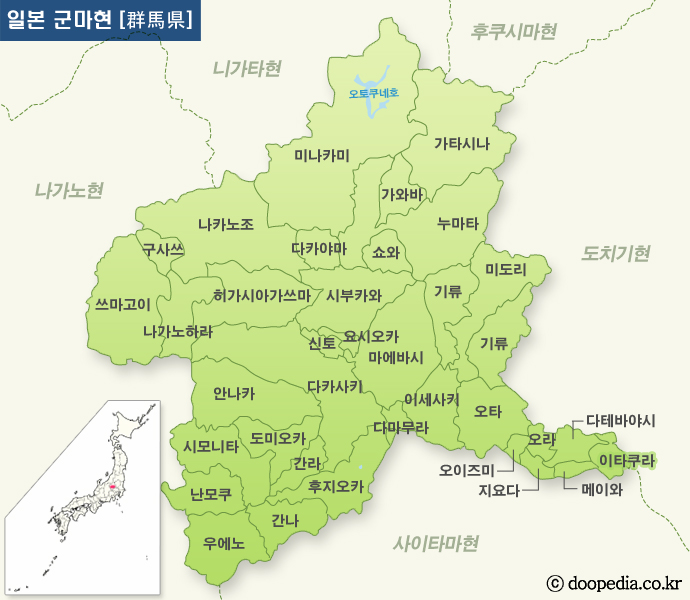 일본 군마현 [群馬県]
후쿠시마현
니가타현
오토쿠네호
가타시나
미나카미
나가노현
가와바
나카노조
누마타
구사쓰
다카야마
쇼와
도치기현
미도리
쓰마고이
히가시아가쓰마
시부카와
기류
나가노하라
신토
요시오카
기류
마에바시
안나카
다카사키
이세사키
오타
다마무라
다테바야시
시모니타
도미오카
오라
간라
오이즈미
이타쿠라
난모쿠
후지오카
지요다
메이와
간나
우에노
사이타마현
ⓒ doopedia.co.kr